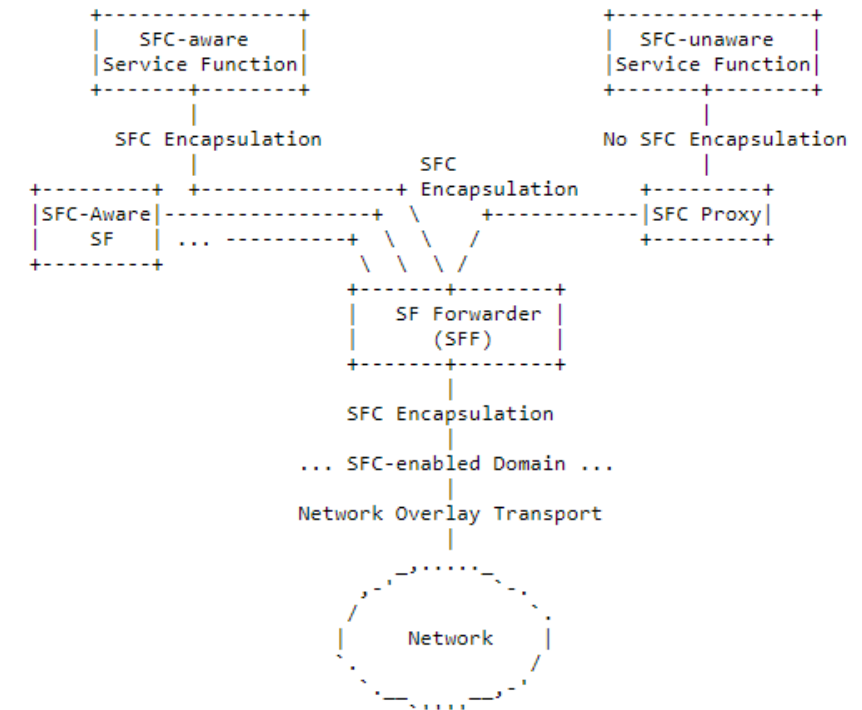 SFC-aware SFC-unaware
Service Function Service Function
SFC Encapsulation No SFC Encapsulation
SFC
Encapsulation
SFC-Aware SFC Proxy
SF ...
SF Forwarder
(SFF)
SFC Encapsulation
... SFC-enabled Domain ...
Network Overlay Transport
Network